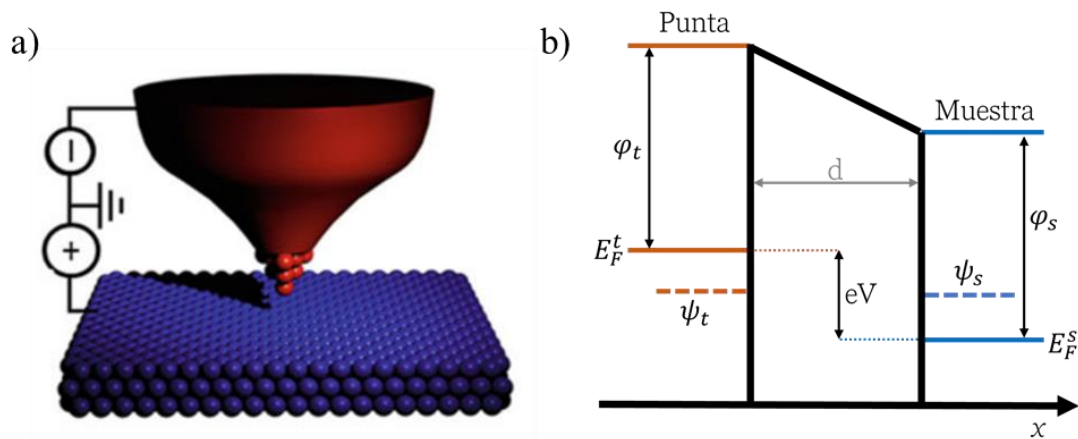 a)
−
+
b)
Punta
Muestra
φₜ
d
φₛ
E_F^t
ψₜ
eV
ψₛ
E_F^s
x